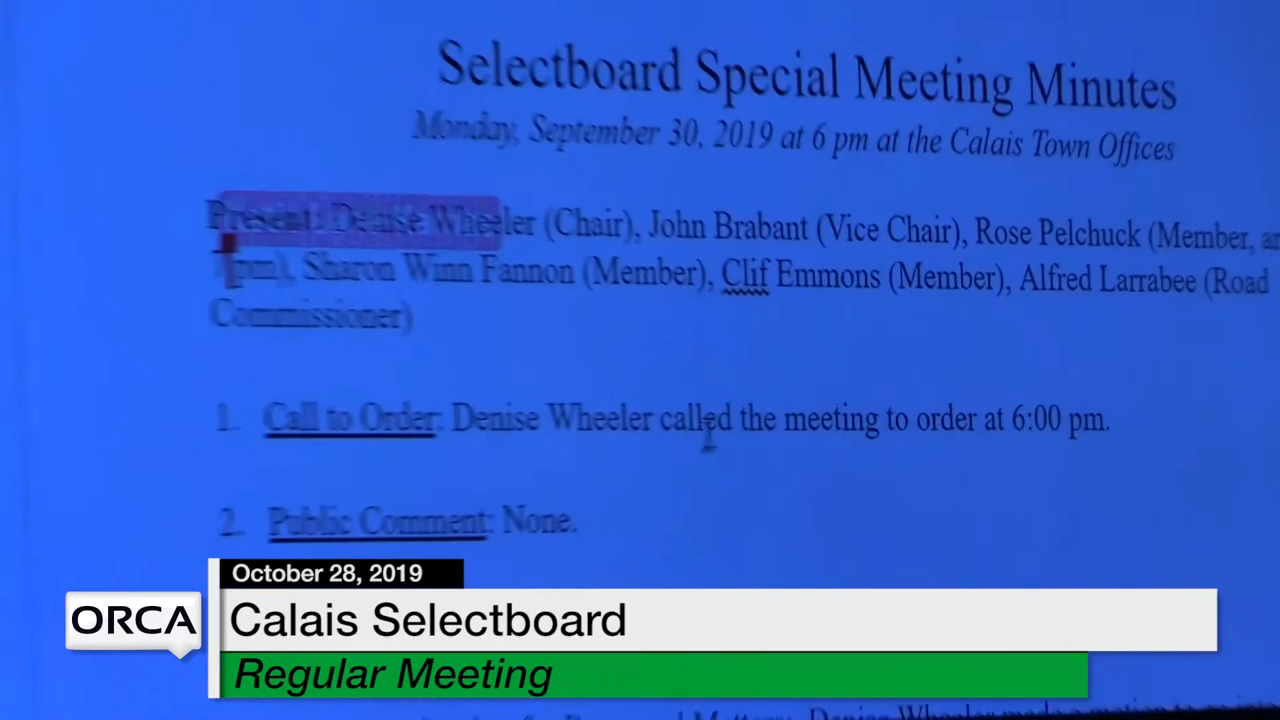 Selectboard Special Meeting Minutes
Monday, September 30, 2019 at 6 pm at the Calais Town Offices
Present: Denise Wheeler (Chair), John Brabant (Vice Chair), Rose Pelchuck (Member,
pm), Sharon Winn Fannon (Member), Clif Emmons (Member), Alfred Larrabee (Road
Commissioner)
1. Call to Order: Denise Wheeler called the meeting to order at 6:00 pm.
2. Public Comment: None.
October 28, 2019
ORCA
Calais Selectboard
Regular Meeting